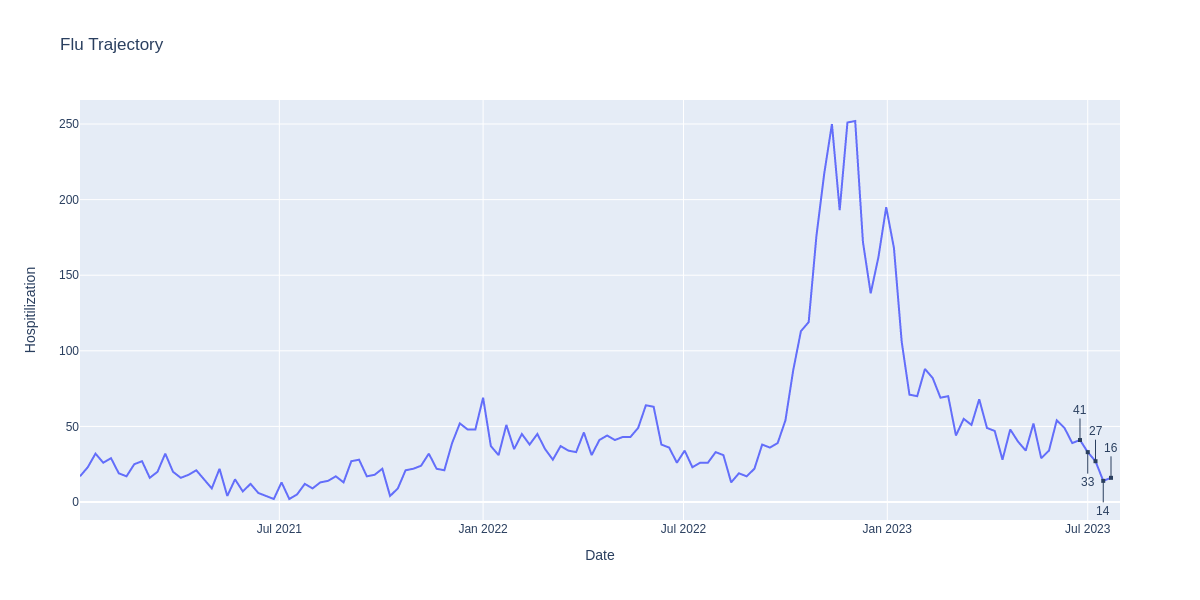 Flu Trajectory
Hospitilization
250
200
150
100
50
0
41
27
16
33
14
Jul 2021
Jan 2022
Jul 2022
Jan 2023
Jul 2023
Date